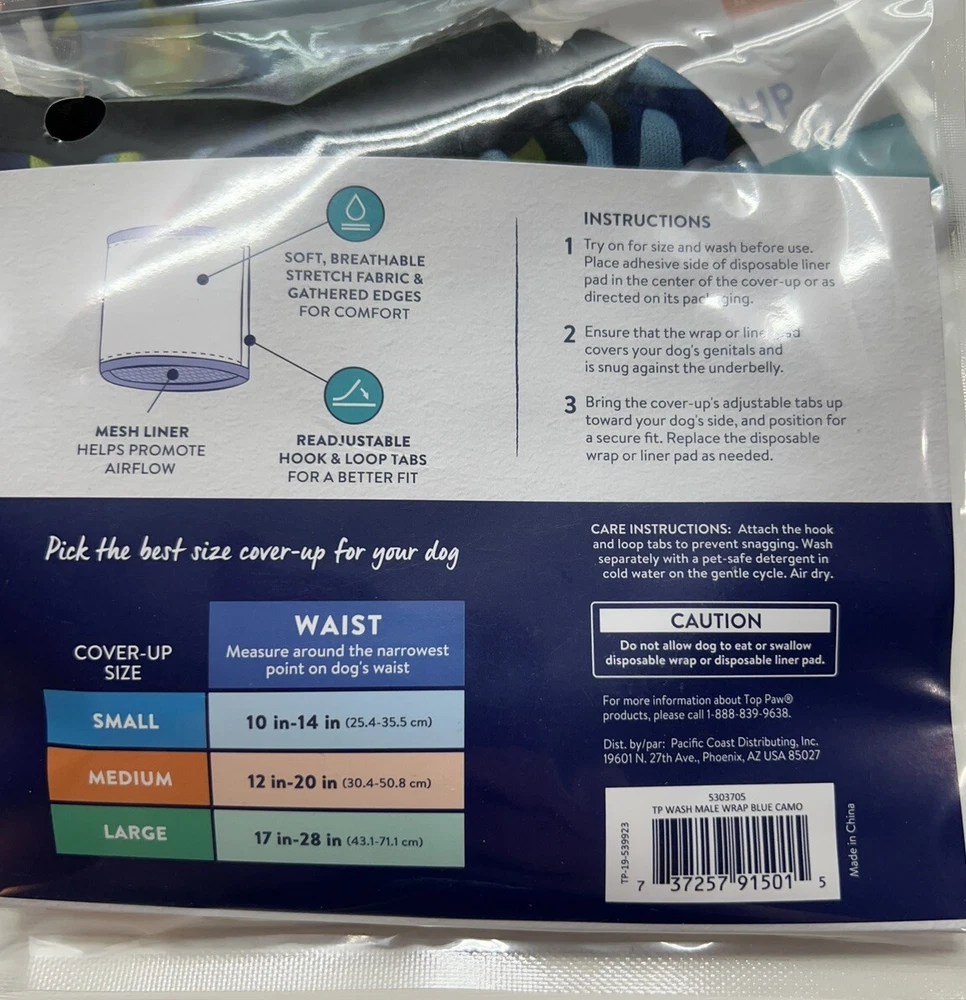 UP
SOFT, BREATHABLE
STRETCH FABRIC &
GATHERED EDGES
FOR COMFORT
MESH LINER
HELPS PROMOTE
AIRFLOW
READJUSTABLE
HOOK & LOOP TABS
FOR A BETTER FIT
INSTRUCTIONS
1 Try on for size and wash before use.
Place adhesive side of disposable liner
pad in the center of the cover-up or as
directed on its packaging.
2 Ensure that the wrap or liner pad
covers your dog's genitals and
is snug against the underbelly.
3 Bring the cover-up's adjustable tabs up
toward your dog's side, and position for
a secure fit. Replace the disposable
wrap or liner pad as needed.
Pick the best size cover-up for your dog
COVER-UP
SIZE
WAIST
Measure around the narrowest
point on dog's waist
SMALL 10 in-14 in (25.4-35.5 cm)
MEDIUM 12 in-20 in (30.4-50.8 cm)
LARGE 17 in-28 in (43.1-71.1 cm)
CARE INSTRUCTIONS: Attach the hook
and loop tabs to prevent snagging. Wash
separately with a pet-safe detergent in
cold water on the gentle cycle. Air dry.
CAUTION
Do not allow dog to eat or swallow
disposable wrap or disposable liner pad.
For more information about Top Paw®
products, please call 1-888-839-9638.
Dist. by/par: Pacific Coast Distributing, Inc.
19601 N. 27th Ave., Phoenix, AZ USA 85027
5303705
TP WASH MALE WRAP BLUE CAMO
TP-19-539923
7 37257 91501 5
Made in China